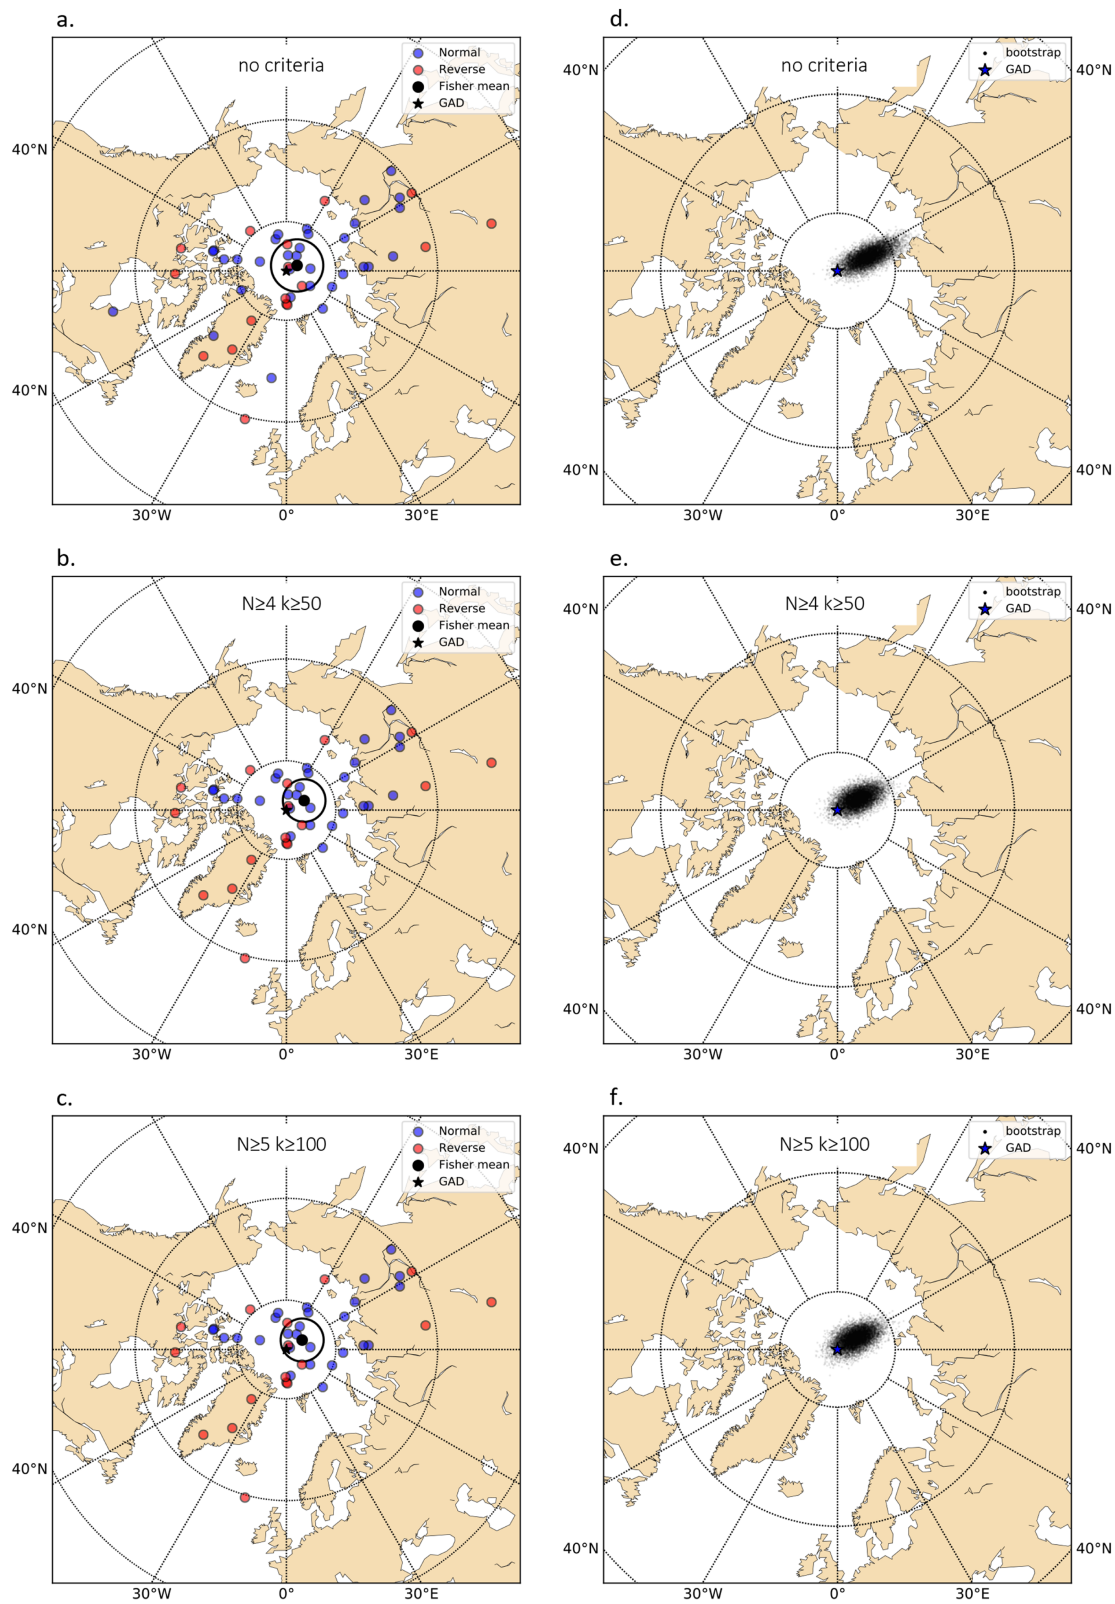 a.
no criteria
Normal
Reverse
Fisher mean
GAD
40°N
40°N
30°W
0°
30°E
d.
no criteria
bootstrap
GAD
40°N
40°N
40°N
40°N
30°W
0°
30°E
b.
N≥4 k≥50
Normal
Reverse
Fisher mean
GAD
40°N
40°N
30°W
0°
30°E
e.
N≥4 k≥50
bootstrap
GAD
40°N
40°N
40°N
40°N
30°W
0°
30°E
c.
N≥5 k≥100
Normal
Reverse
Fisher mean
GAD
40°N
40°N
30°W
0°
30°E
f.
N≥5 k≥100
bootstrap
GAD
40°N
40°N
40°N
40°N
30°W
0°
30°E